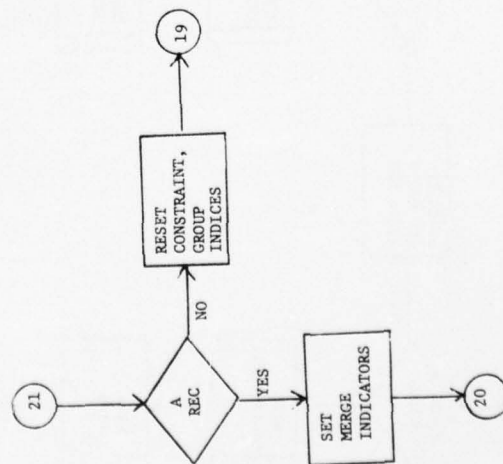 21
A
REC
NO
RESET
CONSTRAINT,
GROUP
INDICES
19
YES
SET
MERGE
INDICATORS
20